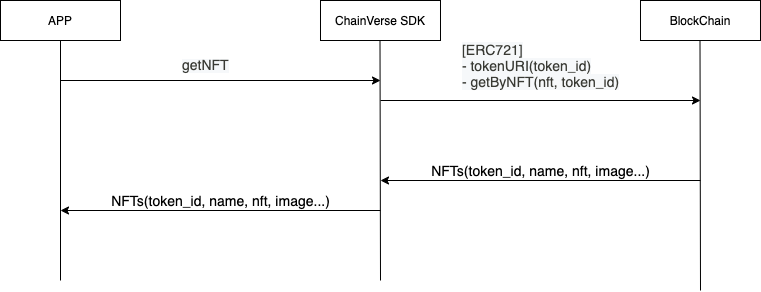 APP
ChainVerse SDK
BlockChain
getNFT
[ERC721]
- tokenURI(token_id)
- getByNFT(nft, token_id)
NFTs(token_id, name, nft, image...)
NFTs(token_id, name, nft, image...)